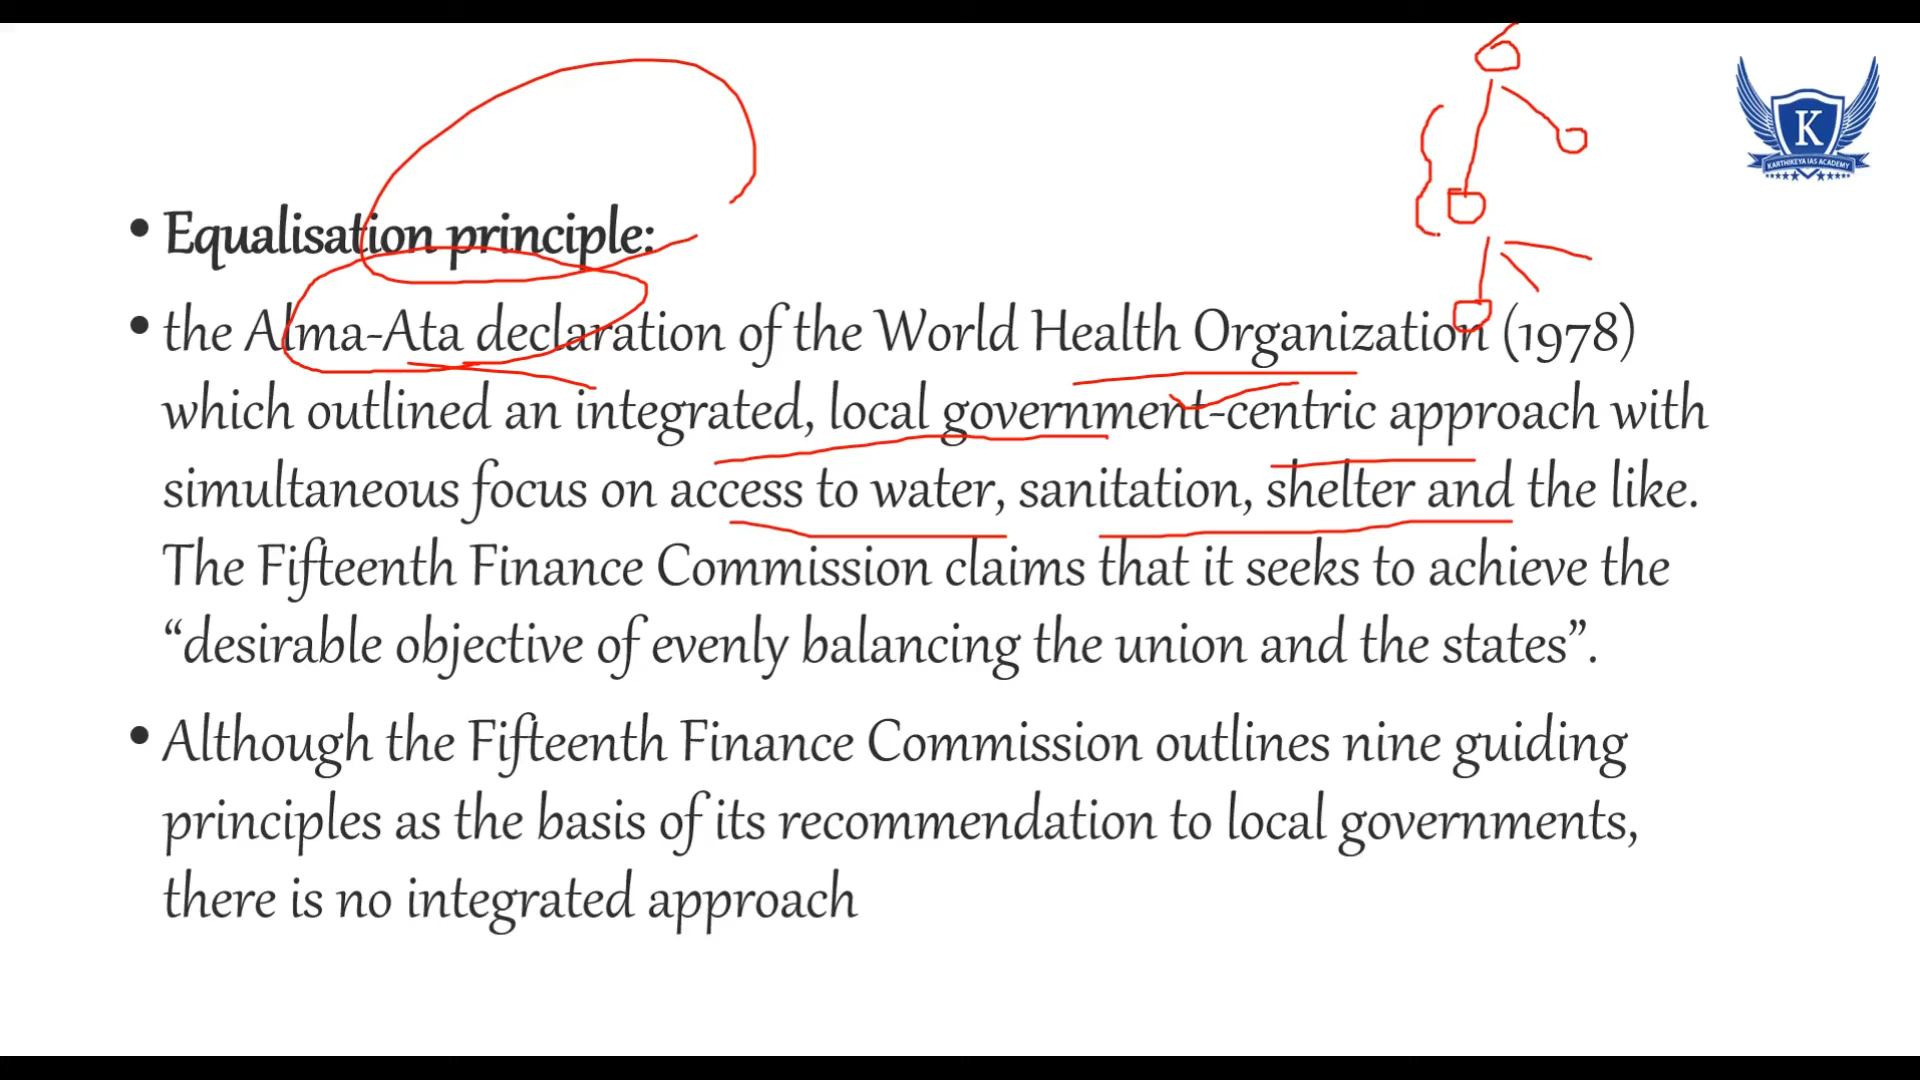 K
KARTHIKEYA IAS ACADEMY
• Equalisation principle:
• the Alma-Ata declaration of the World Health Organization (1978)
which outlined an integrated, local government-centric approach with
simultaneous focus on access to water, sanitation, shelter and the like.
The Fifteenth Finance Commission claims that it seeks to achieve the
“desirable objective of evenly balancing the union and the states”.
• Although the Fifteenth Finance Commission outlines nine guiding
principles as the basis of its recommendation to local governments,
there is no integrated approach